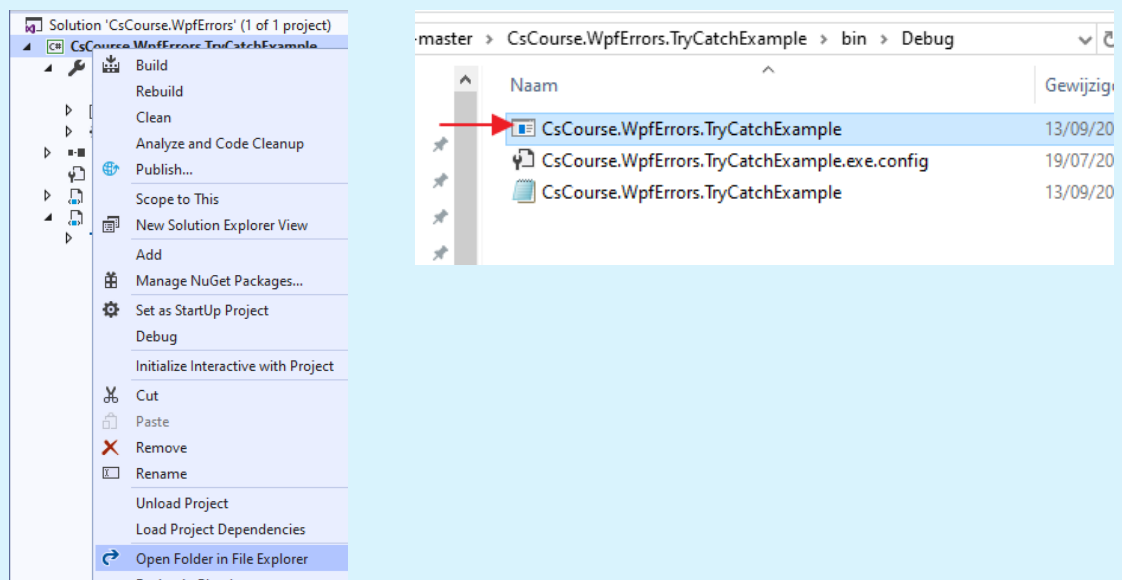 Solution 'CsCourse.WpfErrors' (1 of 1 project)
C# CsCourse.WpfErrors.TryCatchExample
Build
Rebuild
Clean
Analyze and Code Cleanup
Publish...
Scope to This
New Solution Explorer View
Add
Manage NuGet Packages...
Set as StartUp Project
Debug
Initialize Interactive with Project
Cut
Paste
Remove
Rename
Unload Project
Load Project Dependencies
Open Folder in File Explorer
-master > CsCourse.WpfErrors.TryCatchExample > bin > Debug
Naam Gewijzig
CsCourse.WpfErrors.TryCatchExample 13/09/20
CsCourse.WpfErrors.TryCatchExample.exe.config 19/07/20
CsCourse.WpfErrors.TryCatchExample 13/09/20